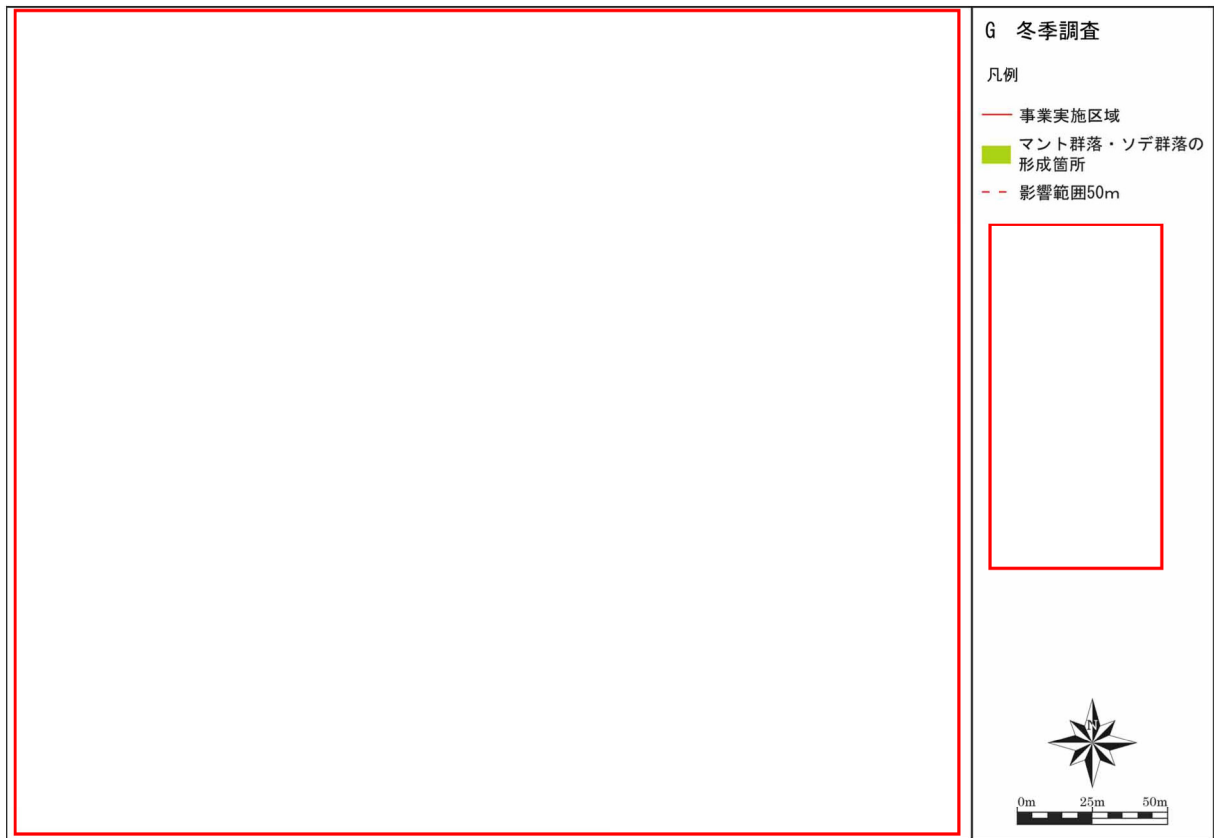 G 冬季調査
凡例
事業実施区域
マント群落・ソデ群落の
形成箇所
影響範囲50m
N
0m 25m 50m